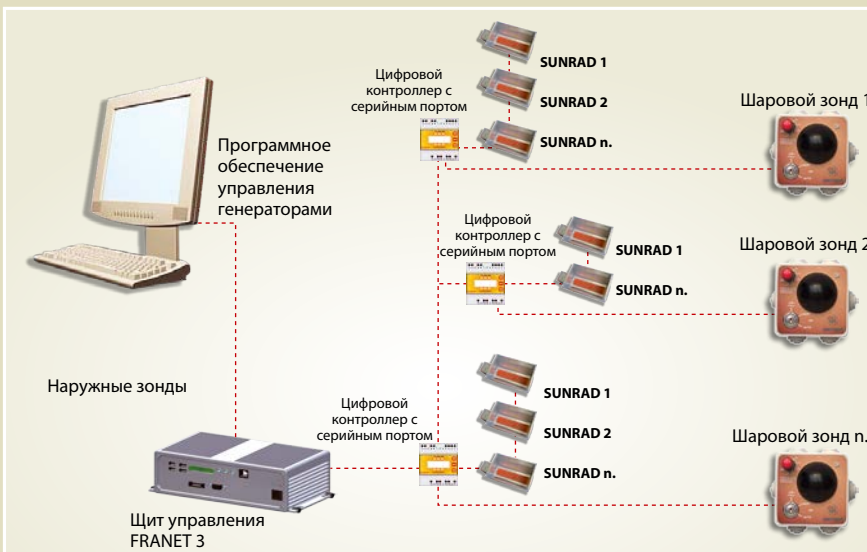 SUNRAD 1
Цифровой
контроллер с
серийным портом
SUNRAD 2
SUNRAD n.
Шаровой зонд 1
Программное
обеспечение
управления
генераторами
Цифровой
контроллер с
серийным портом
SUNRAD 1
SUNRAD n.
Шаровой зонд 2
Наружные зонды
Цифровой
контроллер с
серийным портом
SUNRAD 1
SUNRAD 2
SUNRAD n.
Шаровой зонд n.
Щит управления
FRANET 3